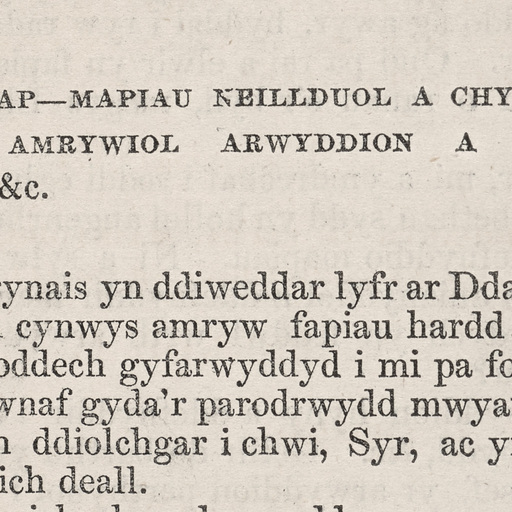 AP—MAPIAU NEILLDUOL A CHY
AMRYWIOL ARWYDDION A
&c.
ynais yn ddiweddar lyfr ar Dda
cynwys amryw fapiau hardd
oddech gyfarwyddyd i mi pa fo
wnaf gyda'r parodrwydd mwya
ddiolchgar i chwi, Syr, ac y
ich deall.